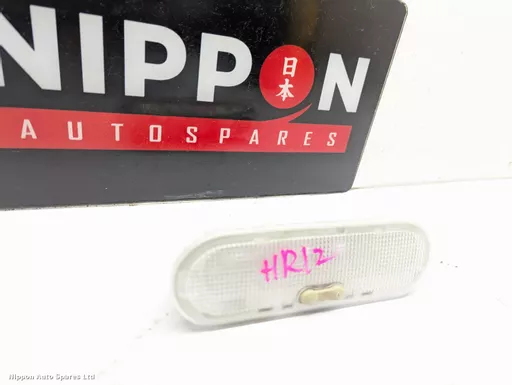 NIPPON
日本
AUTOSPARES
HR12
Nippon Auto Spares Ltd